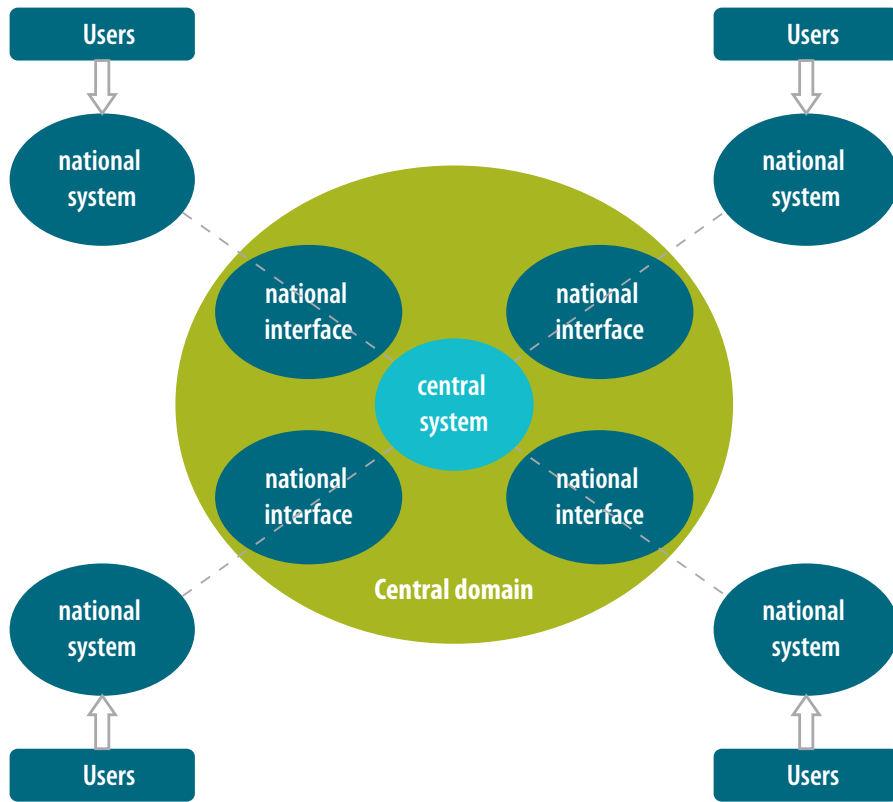 Users
Users
national
system
national
system
national
interface
national
interface
central
system
national
interface
national
interface
Central domain
national
system
national
system
Users
Users